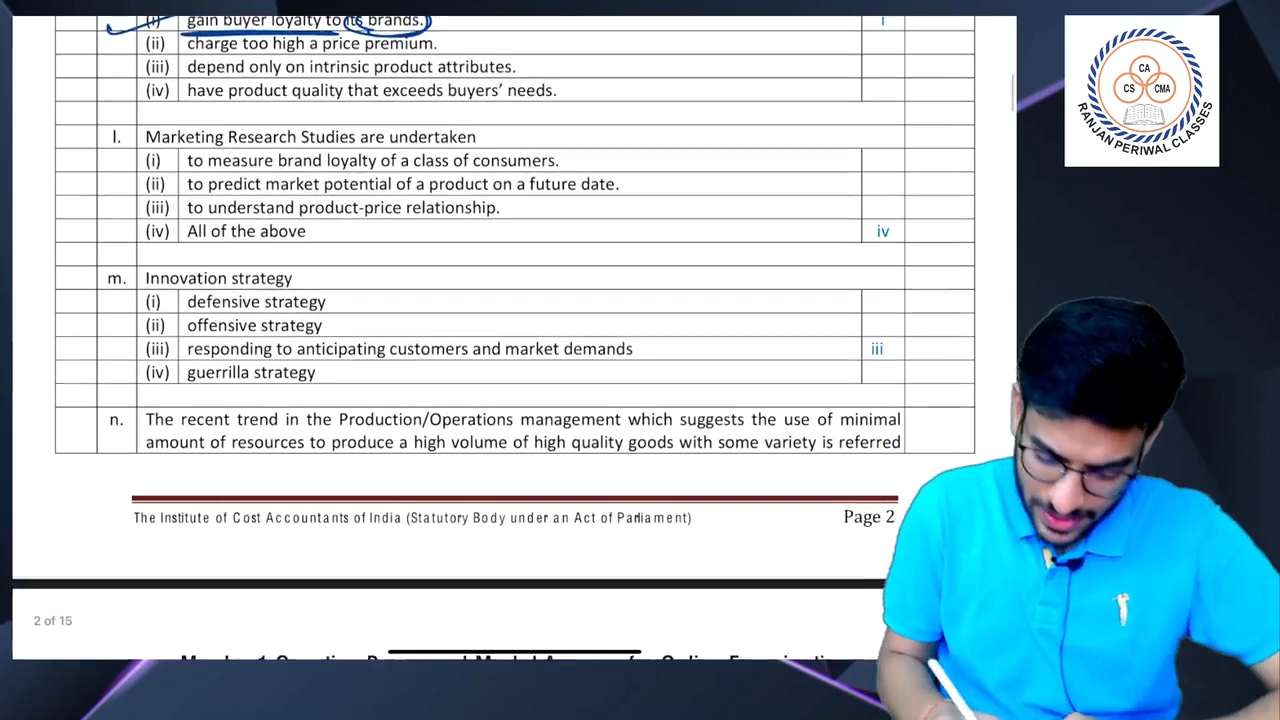 (i) gain buyer loyalty to its brands. i
(ii) charge too high a price premium.
(iii) depend only on intrinsic product attributes.
(iv) have product quality that exceeds buyers’ needs.
l. Marketing Research Studies are undertaken
(i) to measure brand loyalty of a class of consumers.
(ii) to predict market potential of a product on a future date.
(iii) to understand product-price relationship.
(iv) All of the above iv
m. Innovation strategy
(i) defensive strategy
(ii) offensive strategy
(iii) responding to anticipating customers and market demands iii
(iv) guerrilla strategy
n. The recent trend in the Production/Operations management which suggests the use of minimal
amount of resources to produce a high volume of high quality goods with some variety is referred
The Institute of Cost Accountants of India (Statutory Body under an Act of Parliament) Page 2
2 of 15
CA
CS CMA
RANJAN PERIWAL CLASSES